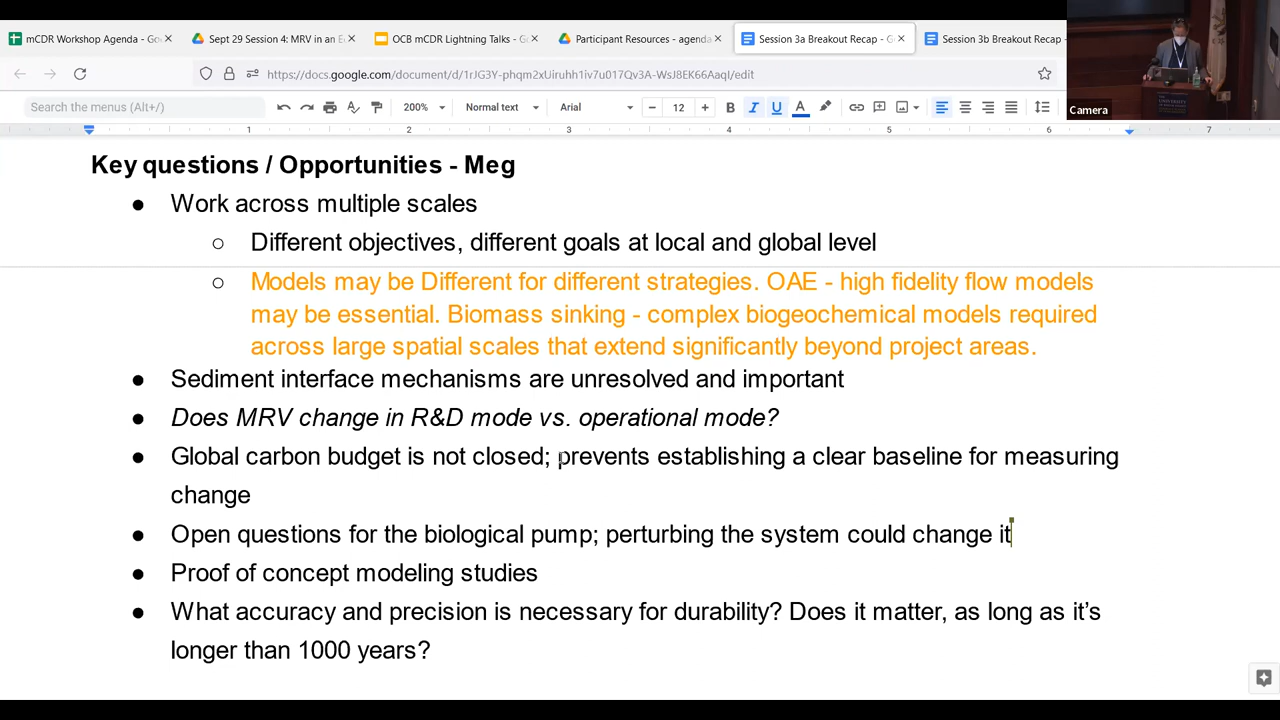 mCDR Workshop Agenda - Go
Sept 29 Session 4: MRV in an E
OCB mCDR Lightning Talks - G
Participant Resources - agenda
Session 3a Breakout Recap - G
Session 3b Breakout Recap -
https://docs.google.com/document/d/1rJG3Y-phqm2xUiruhh1iv7u017Qv3A-WsJ8EK66AaqI/edit
Search the menus (Alt+/)
200%
Normal text
Arial
12
B I U A
Camera
1 2 3 4 5 6 7
Key questions / Opportunities - Meg
● Work across multiple scales
○ Different objectives, different goals at local and global level
○ Models may be Different for different strategies. OAE - high fidelity flow models
may be essential. Biomass sinking - complex biogeochemical models required
across large spatial scales that extend significantly beyond project areas.
● Sediment interface mechanisms are unresolved and important
● Does MRV change in R&D mode vs. operational mode?
● Global carbon budget is not closed; prevents establishing a clear baseline for measuring
change
● Open questions for the biological pump; perturbing the system could change it
● Proof of concept modeling studies
● What accuracy and precision is necessary for durability? Does it matter, as long as it's
longer than 1000 years?